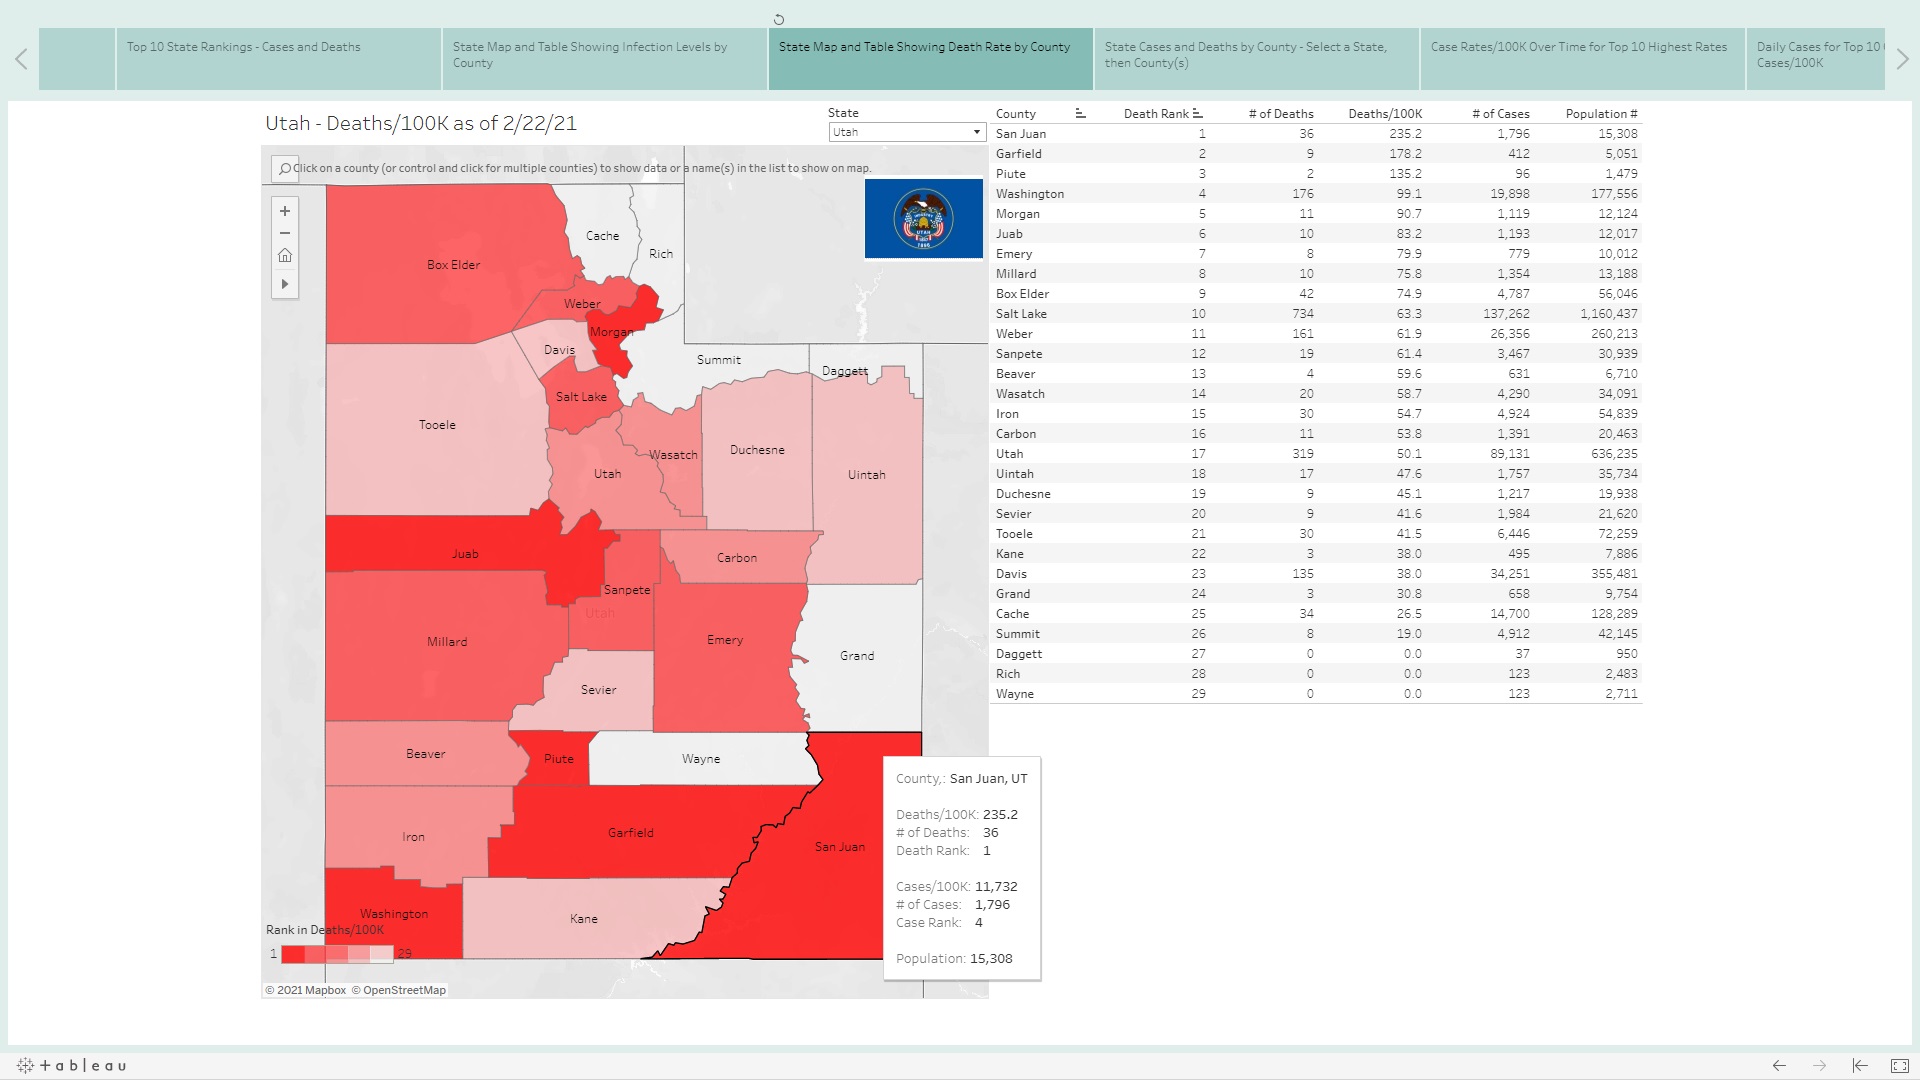 Top 10 State Rankings - Cases and Deaths
State Map and Table Showing Infection Levels by
County
State Map and Table Showing Death Rate by County
State Cases and Deaths by County - Select a State,
then County(s)
Case Rates/100K Over Time for Top 10 Highest Rates
Daily Cases for Top 10
Cases/100K
Utah - Deaths/100K as of 2/22/21
State
Utah
Click on a county (or control and click for multiple counties) to show data or a name(s) in the list to show on map.
Cache
Rich
Box Elder
Weber
Morgan
Davis
Summit
Daggett
Salt Lake
Tooele
Duchesne
Wasatch
Utah
Uintah
Juab
Carbon
Sanpete
Utah
Millard
Emery
Grand
Sevier
Beaver
Piute
Wayne
Iron
Garfield
San Juan
Washington
Kane
Rank in Deaths/100K
1 29
© 2021 Mapbox © OpenStreetMap
UTAH
1896
County Death Rank # of Deaths Deaths/100K # of Cases Population #
San Juan 1 36 235.2 1,796 15,308
Garfield 2 9 178.2 412 5,051
Piute 3 2 135.2 96 1,479
Washington 4 176 99.1 19,898 177,556
Morgan 5 11 90.7 1,119 12,124
Juab 6 10 83.2 1,193 12,017
Emery 7 8 79.9 779 10,012
Millard 8 10 75.8 1,354 13,188
Box Elder 9 42 74.9 4,787 56,046
Salt Lake 10 734 63.3 137,262 1,160,437
Weber 11 161 61.9 26,356 260,213
Sanpete 12 19 61.4 3,467 30,939
Beaver 13 4 59.6 631 6,710
Wasatch 14 20 58.7 4,290 34,091
Iron 15 30 54.7 4,924 54,839
Carbon 16 11 53.8 1,391 20,463
Utah 17 319 50.1 89,131 636,235
Uintah 18 17 47.6 1,757 35,734
Duchesne 19 9 45.1 1,217 19,938
Sevier 20 9 41.6 1,984 21,620
Tooele 21 30 41.5 6,446 72,259
Kane 22 3 38.0 495 7,886
Davis 23 135 38.0 34,251 355,481
Grand 24 3 30.8 658 9,754
Cache 25 34 26.5 14,700 128,289
Summit 26 8 19.0 4,912 42,145
Daggett 27 0 0.0 37 950
Rich 28 0 0.0 123 2,483
Wayne 29 0 0.0 123 2,711
County,: San Juan, UT
Deaths/100K: 235.2
# of Deaths: 36
Death Rank: 1
Cases/100K: 11,732
# of Cases: 1,796
Case Rank: 4
Population: 15,308
+ableau